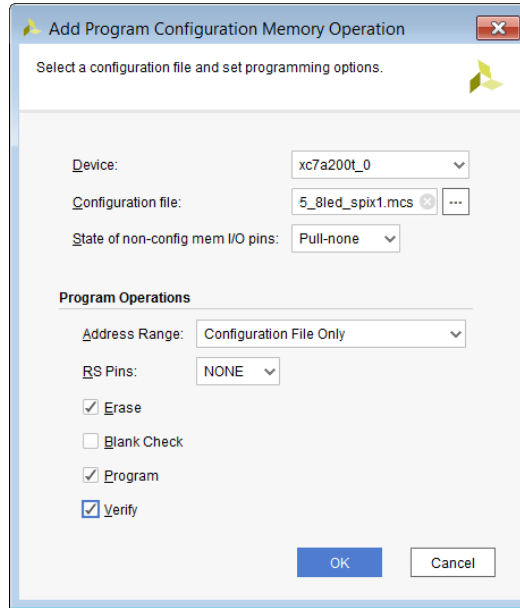 Add Program Configuration Memory Operation
Select a configuration file and set programming options.
Device: xc7a200t_0
Configuration file: 5_8led_spix1.mcs ...
State of non-config mem I/O pins: Pull-none
Program Operations
Address Range: Configuration File Only
RS Pins: NONE
Erase
Blank Check
Program
Verify
OK Cancel